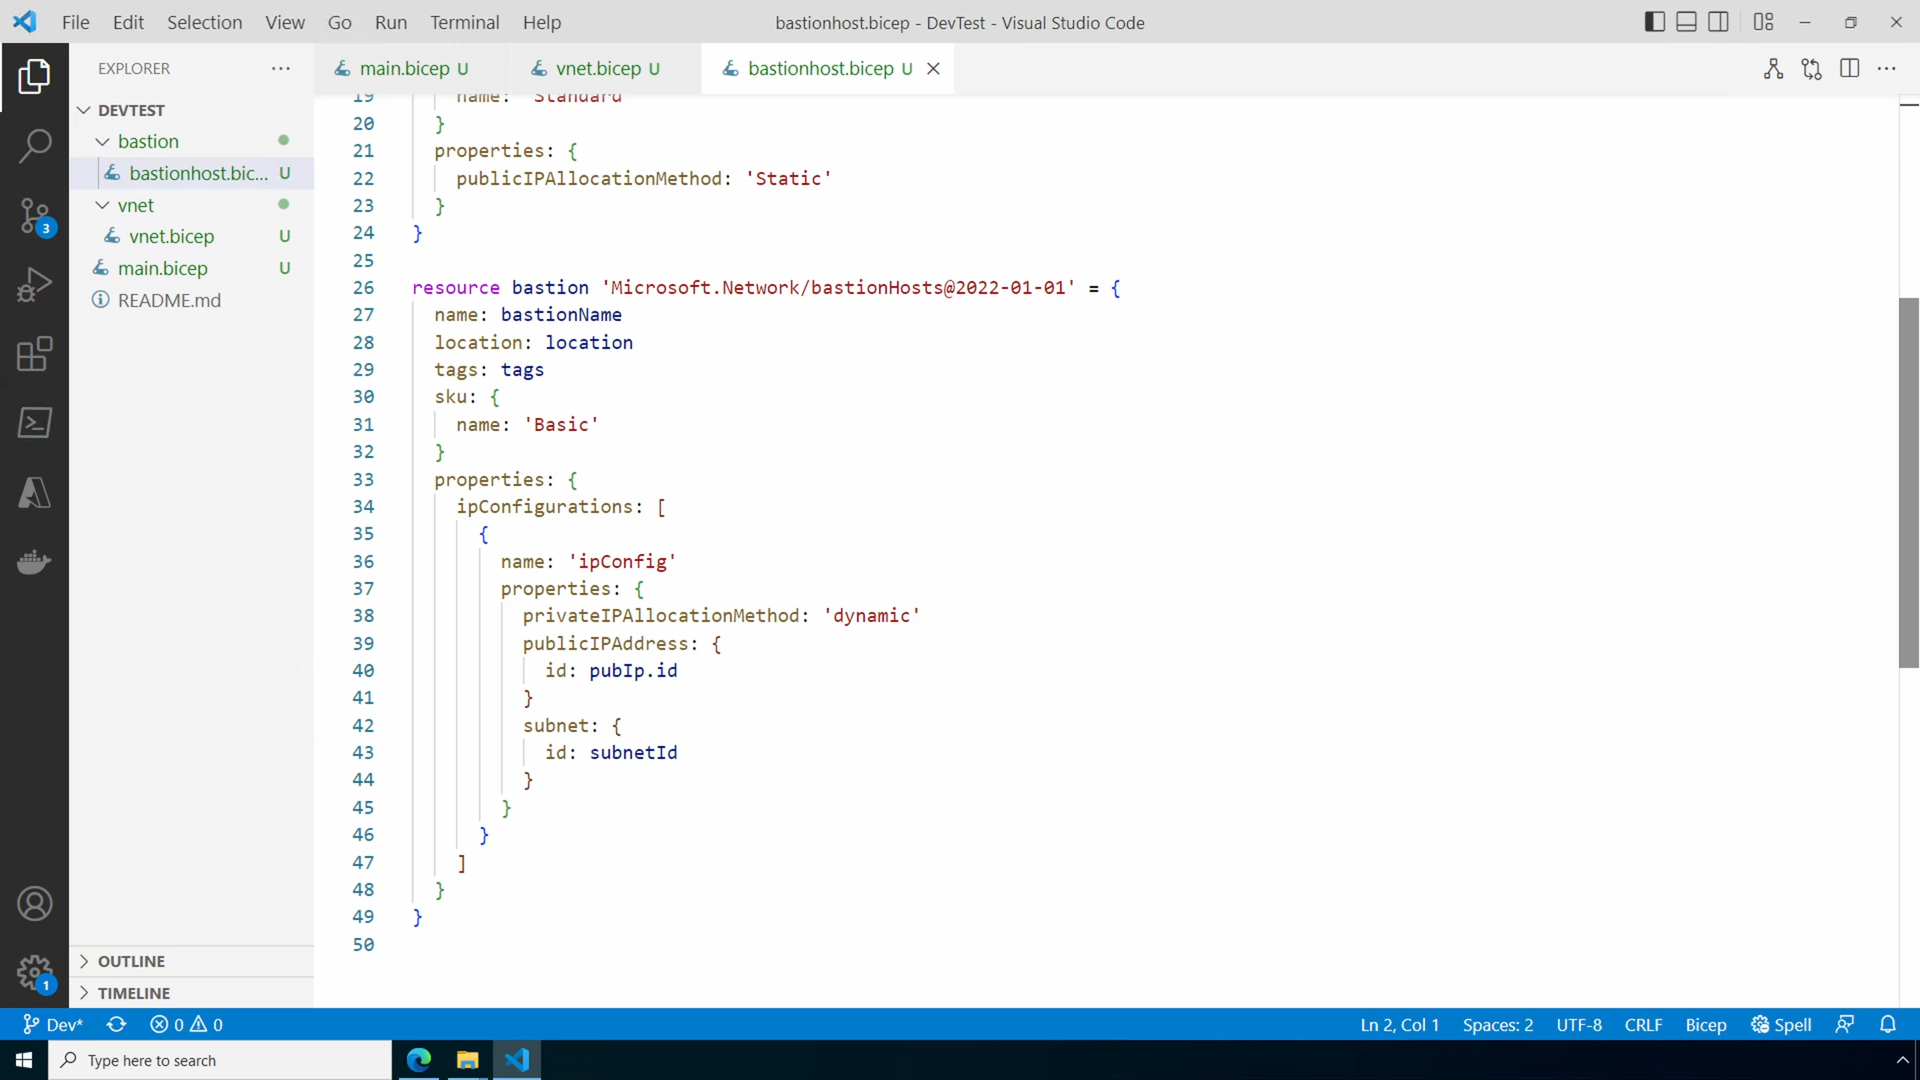 File Edit Selection View Go Run Terminal Help
bastionhost.bicep - DevTest - Visual Studio Code
EXPLORER
main.bicep U
vnet.bicep U
bastionhost.bicep U
DEVTEST
bastion
bastionhost.bic... U
vnet
vnet.bicep U
main.bicep U
README.md
3
19 name: 'Standard'
20 }
21 properties: {
22 publicIPAllocationMethod: 'Static'
23 }
24 }
25
26 resource bastion 'Microsoft.Network/bastionHosts@2022-01-01' = {
27 name: bastionName
28 location: location
29 tags: tags
30 sku: {
31 name: 'Basic'
32 }
33 properties: {
34 ipConfigurations: [
35 {
36 name: 'ipConfig'
37 properties: {
38 privateIPAllocationMethod: 'dynamic'
39 publicIPAddress: {
40 id: pubIp.id
41 }
42 subnet: {
43 id: subnetId
44 }
45 }
46 }
47 ]
48 }
49 }
50
OUTLINE
TIMELINE
1
Dev* 0 0
Ln 2, Col 1 Spaces: 2 UTF-8 CRLF Bicep Spell
Type here to search